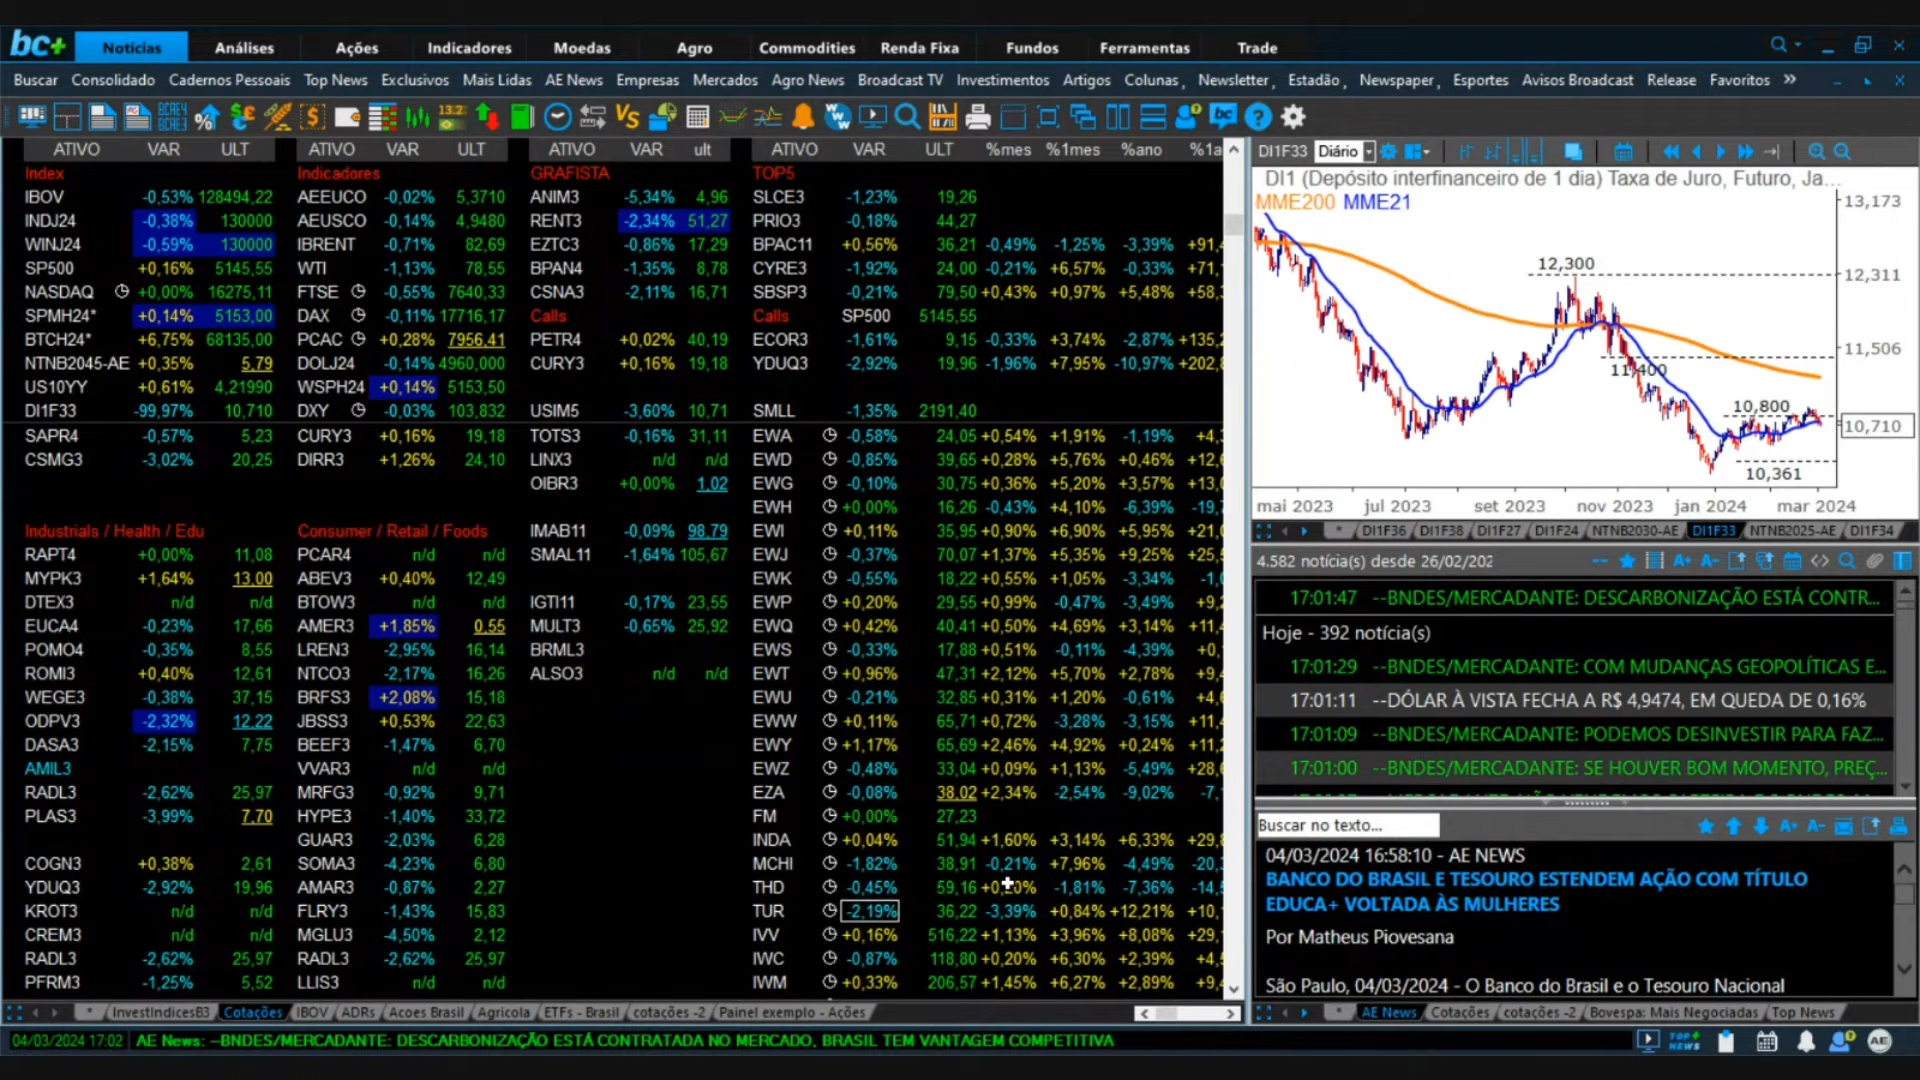 bc+ Notícias Análises Ações Indicadores Moedas Agro Commodities Renda Fixa Fundos Ferramentas Trade
Buscar Consolidado Cadernos Pessoais Top News Exclusivos Mais Lidas AE News Empresas Mercados Agro News Broadcast TV Investimentos Artigos Colunas Newsletter Estadão Newspaper Esportes Avisos Broadcast Release Favoritos
ATIVO VAR ULT
Index
IBOV -0,53% 128494,22
INDJ24 -0,38% 130000
WINJ24 -0,59% 130000
SP500 +0,16% 5145,55
NASDAQ +0,00% 16275,11
SPMH24* +0,14% 5153,00
BTCH24* +6,75% 68135,00
NTNB2045-AE +0,35% 5,79
US10YY +0,61% 4,21990
DI1F33 -99,97% 10,710
SAPR4 -0,57% 5,23
CSMG3 -3,02% 20,25
Industrials / Health / Edu
RAPT4 +0,00% 11,08
MYPK3 +1,64% 13,00
DTEX3 n/d n/d
EUCA4 -0,23% 17,66
POMO4 -0,35% 8,55
ROMI3 +0,40% 12,61
WEGE3 -0,38% 37,15
ODPV3 -2,32% 12,22
DASA3 -2,15% 7,75
AMIL3
RADL3 -2,62% 25,97
PLAS3 -3,99% 7,70
COGN3 +0,38% 2,61
YDUQ3 -2,92% 19,96
KROT3 n/d n/d
CREM3 n/d n/d
RADL3 -2,62% 25,97
PFRM3 -1,25% 5,52
ATIVO VAR ULT
Indicadores
AEEUCO -0,02% 5,3710
AEUSCO -0,14% 4,9480
IBRENT -0,71% 82,69
WTI -1,13% 78,55
FTSE -0,55% 7640,33
DAX -0,11% 17716,17
PCAC +0,28% 7956,41
DOLJ24 -0,14% 4960,000
WSPH24 +0,14% 5153,50
DXY -0,03% 103,832
CURY3 +0,16% 19,18
DIRR3 +1,26% 24,10
Consumer / Retail / Foods
PCAR4 n/d n/d
ABEV3 +0,40% 12,49
BTOW3 n/d n/d
AMER3 +1,85% 0,55
LREN3 -2,95% 16,14
NTCO3 -2,17% 16,26
BRFS3 +2,08% 15,18
JBSS3 +0,53% 22,63
BEEF3 -1,47% 6,70
VVAR3 n/d n/d
MRFG3 -0,92% 9,71
HYPE3 -1,40% 33,72
GUAR3 -2,03% 6,28
SOMA3 -4,23% 6,80
AMAR3 -0,87% 2,27
FLRY3 -1,43% 15,83
MGLU3 -4,50% 2,12
RADL3 -2,62% 25,97
LLIS3 n/d n/d
ATIVO VAR ult
GRAFISTA
ANIM3 -5,34% 4,96
RENT3 -2,34% 51,27
EZTC3 -0,86% 17,29
BPAN4 -1,35% 8,78
CSNA3 -2,11% 16,71
Calls
PETR4 +0,02% 40,19
CURY3 +0,16% 19,18
USIM5 -3,60% 10,71
TOTS3 -0,16% 31,11
LINX3 n/d n/d
OIBR3 +0,00% 1,02
IMAB11 -0,09% 98,79
SMAL11 -1,64% 105,67
IGTI11 -0,17% 23,55
MULT3 -0,65% 25,92
BRML3
ALSO3 n/d n/d
ATIVO VAR ULT %mes %1mes %ano %1a
TOP5
SLCE3 -1,23% 19,26
PRIO3 -0,18% 44,27
BPAC11 +0,56% 36,21 -0,49% -1,25% -3,39% +91,4
CYRE3 -1,92% 24,00 -0,21% +6,57% -0,33% +71,
SBSP3 -0,21% 79,50 +0,43% +0,97% +5,48% +58,
Calls SP500 5145,55
ECOR3 -1,61% 9,15 -0,33% +3,74% -2,87% +135,
YDUQ3 -2,92% 19,96 -1,96% +7,95% -10,97% +202,
SMLL -1,35% 2191,40
EWA -0,58% 24,05 +0,54% +1,91% -1,19% +4,
EWD -0,85% 39,65 +0,28% +5,76% +0,46% +12,
EWG -0,10% 30,75 +0,36% +5,20% +3,57% +13,
EWH +0,00% 16,26 -0,43% +4,10% -6,39% -19,
EWI +0,11% 35,95 +0,90% +6,90% +5,95% +21,
EWJ -0,37% 70,07 +1,37% +5,35% +9,25% +25,
EWK -0,55% 18,22 +0,55% +1,05% -3,34% -1,
EWP +0,20% 29,55 +0,99% -0,47% -3,49% +9,
EWQ +0,42% 40,41 +0,50% +4,69% +3,14% +11,
EWS -0,33% 17,88 +0,51% -0,11% -4,39% +0,
EWT +0,96% 47,31 +2,12% +5,70% +2,78% +9,
EWU -0,21% 32,85 +0,31% +1,20% -0,61% +4,
EWW +0,11% 65,71 +0,72% -3,28% -3,15% +11,
EWY +1,17% 65,69 +2,46% +4,92% +0,24% +11,
EWZ -0,48% 33,04 +0,09% +1,13% -5,49% +28,
EZA -0,08% 38,02 +2,34% -2,54% -9,02% -7,
FM +0,00% 27,23
INDA +0,04% 51,94 +1,60% +3,14% +6,33% +29,
MCHI -1,82% 38,91 -0,21% +7,96% -4,49% -20,
THD -0,45% 59,16 -1,81% -7,36% -14,
TUR -2,19% 36,22 -3,39% +0,84% +12,21% +10,
IVV +0,16% 516,22 +1,13% +3,96% +8,08% +29,
IWC -0,87% 118,80 +0,20% +6,30% +2,39% +4,
IWM +0,33% 206,57 +1,45% +6,27% +2,89% +9,
* InvestIndicesB3 Cotações IBOV ADRs Acoes Brasil Agricola ETFs - Brasil cotações -2 Painel exemplo - Ações
DI1F33 Diário
DI1 (Depósito interfinanceiro de 1 dia) Taxa de Juro, Futuro, Ja...
MME200 MME21
13,173
12,300
12,311
11,506
11,400
10,800
10,710
10,361
mai 2023 jul 2023 set 2023 nov 2023 jan 2024 mar 2024
* DI1F36 DI1F38 DI1F27 DI1F24 NTNB2030-AE DI1F33 NTNB2025-AE DI1F34
4.582 notícia(s) desde 26/02/202
17:01:47 --BNDES/MERCADANTE: DESCARBONIZAÇÃO ESTÁ CONTR...
Hoje - 392 notícia(s)
17:01:29 --BNDES/MERCADANTE: COM MUDANÇAS GEOPOLÍTICAS E...
17:01:11 --DÓLAR À VISTA FECHA A R$ 4,9474, EM QUEDA DE 0,16%
17:01:09 --BNDES/MERCADANTE: PODEMOS DESINVESTIR PARA FAZ...
17:01:00 --BNDES/MERCADANTE: SE HOUVER BOM MOMENTO, PREÇ...
Buscar no texto...
04/03/2024 16:58:10 - AE NEWS
BANCO DO BRASIL E TESOURO ESTENDEM AÇÃO COM TÍTULO
EDUCA+ VOLTADA ÀS MULHERES
Por Matheus Piovesana
São Paulo, 04/03/2024 - O Banco do Brasil e o Tesouro Nacional
* AE News Cotações cotações -2 Bovespa: Mais Negociadas Top News
04/03/2024 17:02 AE News: --BNDES/MERCADANTE: DESCARBONIZAÇÃO ESTÁ CONTRATADA NO MERCADO, BRASIL TEM VANTAGEM COMPETITIVA
TOP+ NEWS AE